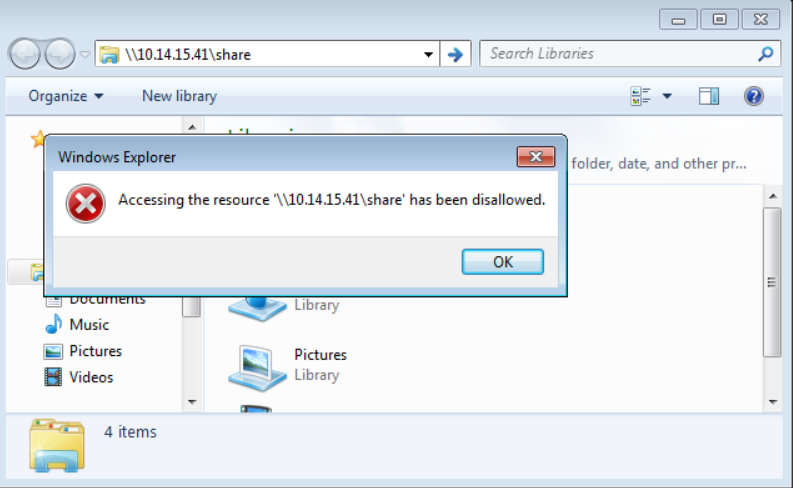 \\10.14.15.41\share
Search Libraries
Organize
New library
Windows Explorer
folder, date, and other pr...
Accessing the resource '\\10.14.15.41\share' has been disallowed.
OK
Documents
Library
Music
Pictures
Pictures
Library
Videos
4 items